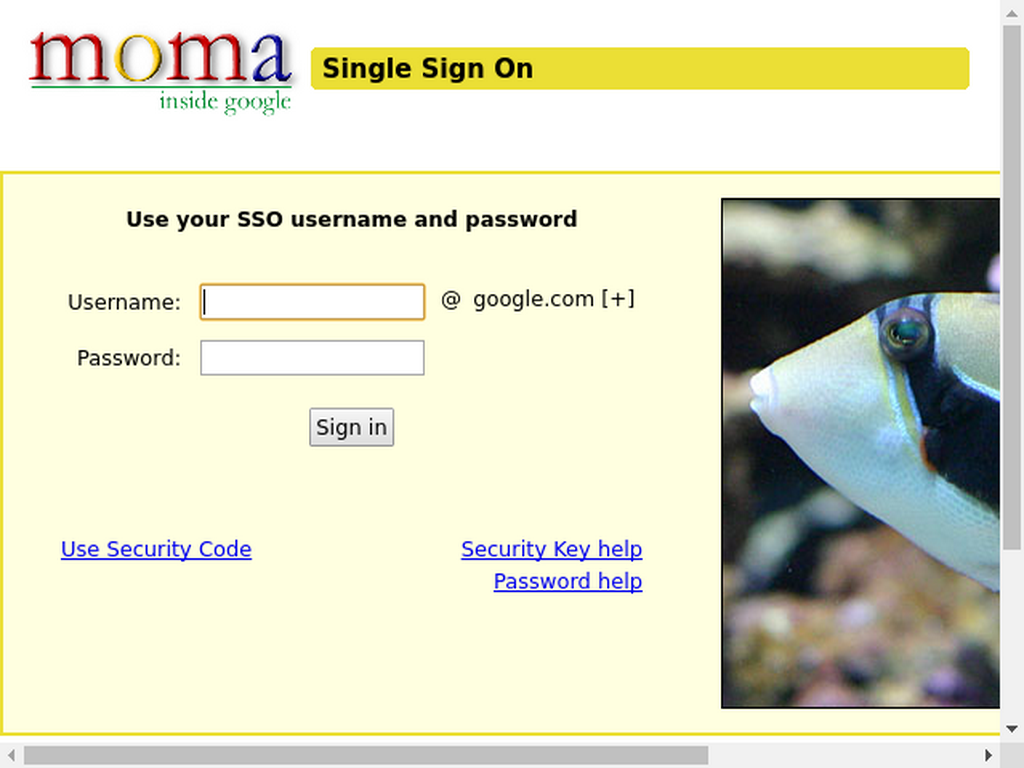 moma
inside google
Single Sign On
Use your SSO username and password
Username: @ google.com [+]
Password:
Sign in
Use Security Code
Security Key help
Password help